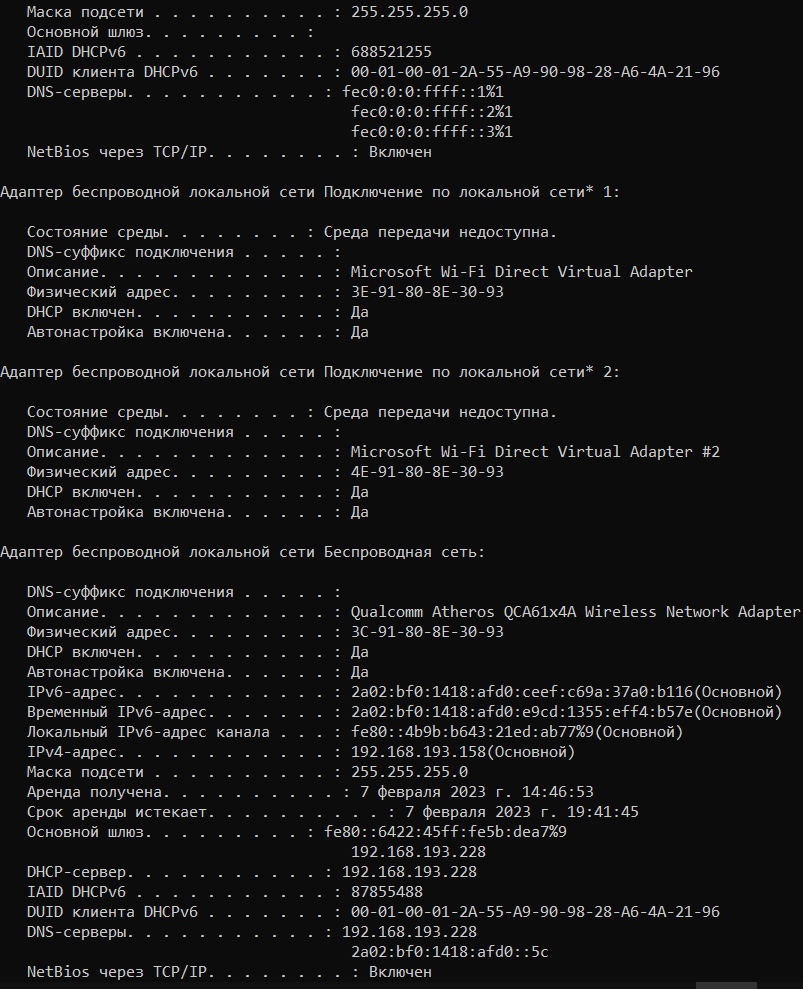 Маска подсети . . . . . . . . . . : 255.255.255.0
Основной шлюз. . . . . . . . . :
IAID DHCPv6 . . . . . . . . . . . : 688521255
DUID клиента DHCPv6 . . . . . . . : 00-01-00-01-2A-55-A9-90-98-28-A6-4A-21-96
DNS-серверы. . . . . . . . . . . : fec0:0:0:ffff::1%1
fec0:0:0:ffff::2%1
fec0:0:0:ffff::3%1
NetBios через TCP/IP. . . . . . . . : Включен
Адаптер беспроводной локальной сети Подключение по локальной сети* 1:
Состояние среды. . . . . . . . : Среда передачи недоступна.
DNS-суффикс подключения . . . . . :
Описание. . . . . . . . . . . . . : Microsoft Wi-Fi Direct Virtual Adapter
Физический адрес. . . . . . . . . : 3E-91-80-8E-30-93
DHCP включен. . . . . . . . . . . : Да
Автонастройка включена. . . . . . : Да
Адаптер беспроводной локальной сети Подключение по локальной сети* 2:
Состояние среды. . . . . . . . : Среда передачи недоступна.
DNS-суффикс подключения . . . . . :
Описание. . . . . . . . . . . . . : Microsoft Wi-Fi Direct Virtual Adapter #2
Физический адрес. . . . . . . . . : 4E-91-80-8E-30-93
DHCP включен. . . . . . . . . . . : Да
Автонастройка включена. . . . . . : Да
Адаптер беспроводной локальной сети Беспроводная сеть:
DNS-суффикс подключения . . . . . :
Описание. . . . . . . . . . . . . : Qualcomm Atheros QCA61x4A Wireless Network Adapter
Физический адрес. . . . . . . . . : 3C-91-80-8E-30-93
DHCP включен. . . . . . . . . . . : Да
Автонастройка включена. . . . . . : Да
IPv6-адрес. . . . . . . . . . . . : 2a02:bf0:1418:afd0:ceef:c69a:37a0:b116(Основной)
Временный IPv6-адрес. . . . . . . : 2a02:bf0:1418:afd0:e9cd:1355:eff4:b57e(Основной)
Локальный IPv6-адрес канала . . . : fe80::4b9b:b643:21ed:ab77%9(Основной)
IPv4-адрес. . . . . . . . . . . . : 192.168.193.158(Основной)
Маска подсети . . . . . . . . . . : 255.255.255.0
Аренда получена. . . . . . . . . . : 7 февраля 2023 г. 14:46:53
Срок аренды истекает. . . . . . . . . . : 7 февраля 2023 г. 19:41:45
Основной шлюз. . . . . . . . . : fe80::6422:45ff:fe5b:dea7%9
192.168.193.228
DHCP-сервер. . . . . . . . . . . : 192.168.193.228
IAID DHCPv6 . . . . . . . . . . . : 87855488
DUID клиента DHCPv6 . . . . . . . : 00-01-00-01-2A-55-A9-90-98-28-A6-4A-21-96
DNS-серверы. . . . . . . . . . . : 192.168.193.228
2a02:bf0:1418:afd0::5c
NetBios через TCP/IP. . . . . . . . : Включен